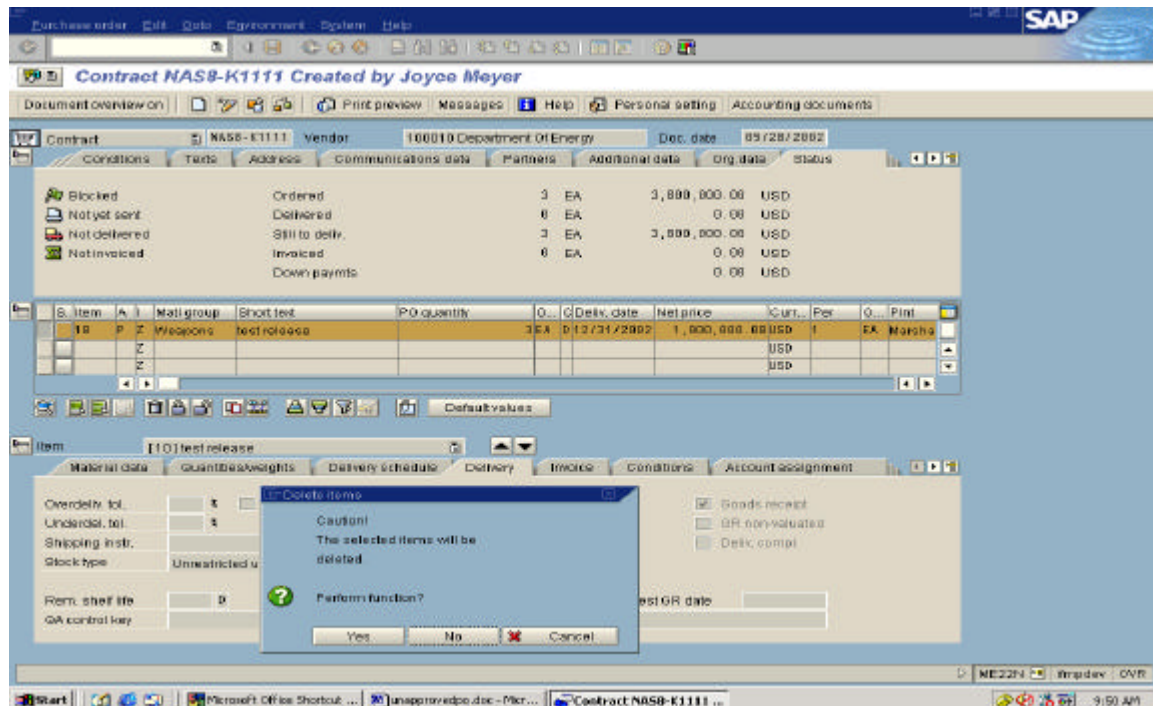 Purchase order Edit Goto Environment System Help
SAP
Contract NAS8-K1111 Created by Joyce Meyer
Document overview on Print preview Messages Help Personal setting Accounting documents
Contract NAS8-K1111 Vendor 100010 Department Of Energy Doc. date 09/28/2002
Conditions Texts Address Communications data Partners Additional data Org. data Status
Blocked Ordered 3 EA 3,000,000.00 USD
Not yet sent Delivered 0 EA 0.00 USD
Not delivered Still to deliv. 3 EA 3,000,000.00 USD
Not invoiced Invoiced 0 EA 0.00 USD
Down paymts 0.00 USD
S.. Item A I Matl group Short text PO quantity O... C Deliv. date Net price Curr... Per O... Plnt
10 P Z Weapons test release 3 EA D 12/31/2002 1,000,000.00 USD 1 EA Marsha
Z USD
Z USD
Default values
Item [10] test release
Material data Quantities/weights Delivery schedule Delivery Invoice Conditions Account assignment
Delete items
Overdeliv. tol. % Goods receipt
Caution!
Underdel. tol. % GR non-valuated
The selected items will be
Shipping instr. Deliv. compl
deleted
Stock type Unrestricted u
Perform function?
Rem. shelf life D est GR date
QA control key
Yes No Cancel
ME22N ifmpdev OVR
Start Microsoft Office Shortcut ... unapprovedpo.doc - Micr... Contract NAS8-K1111 ... 9:50 AM